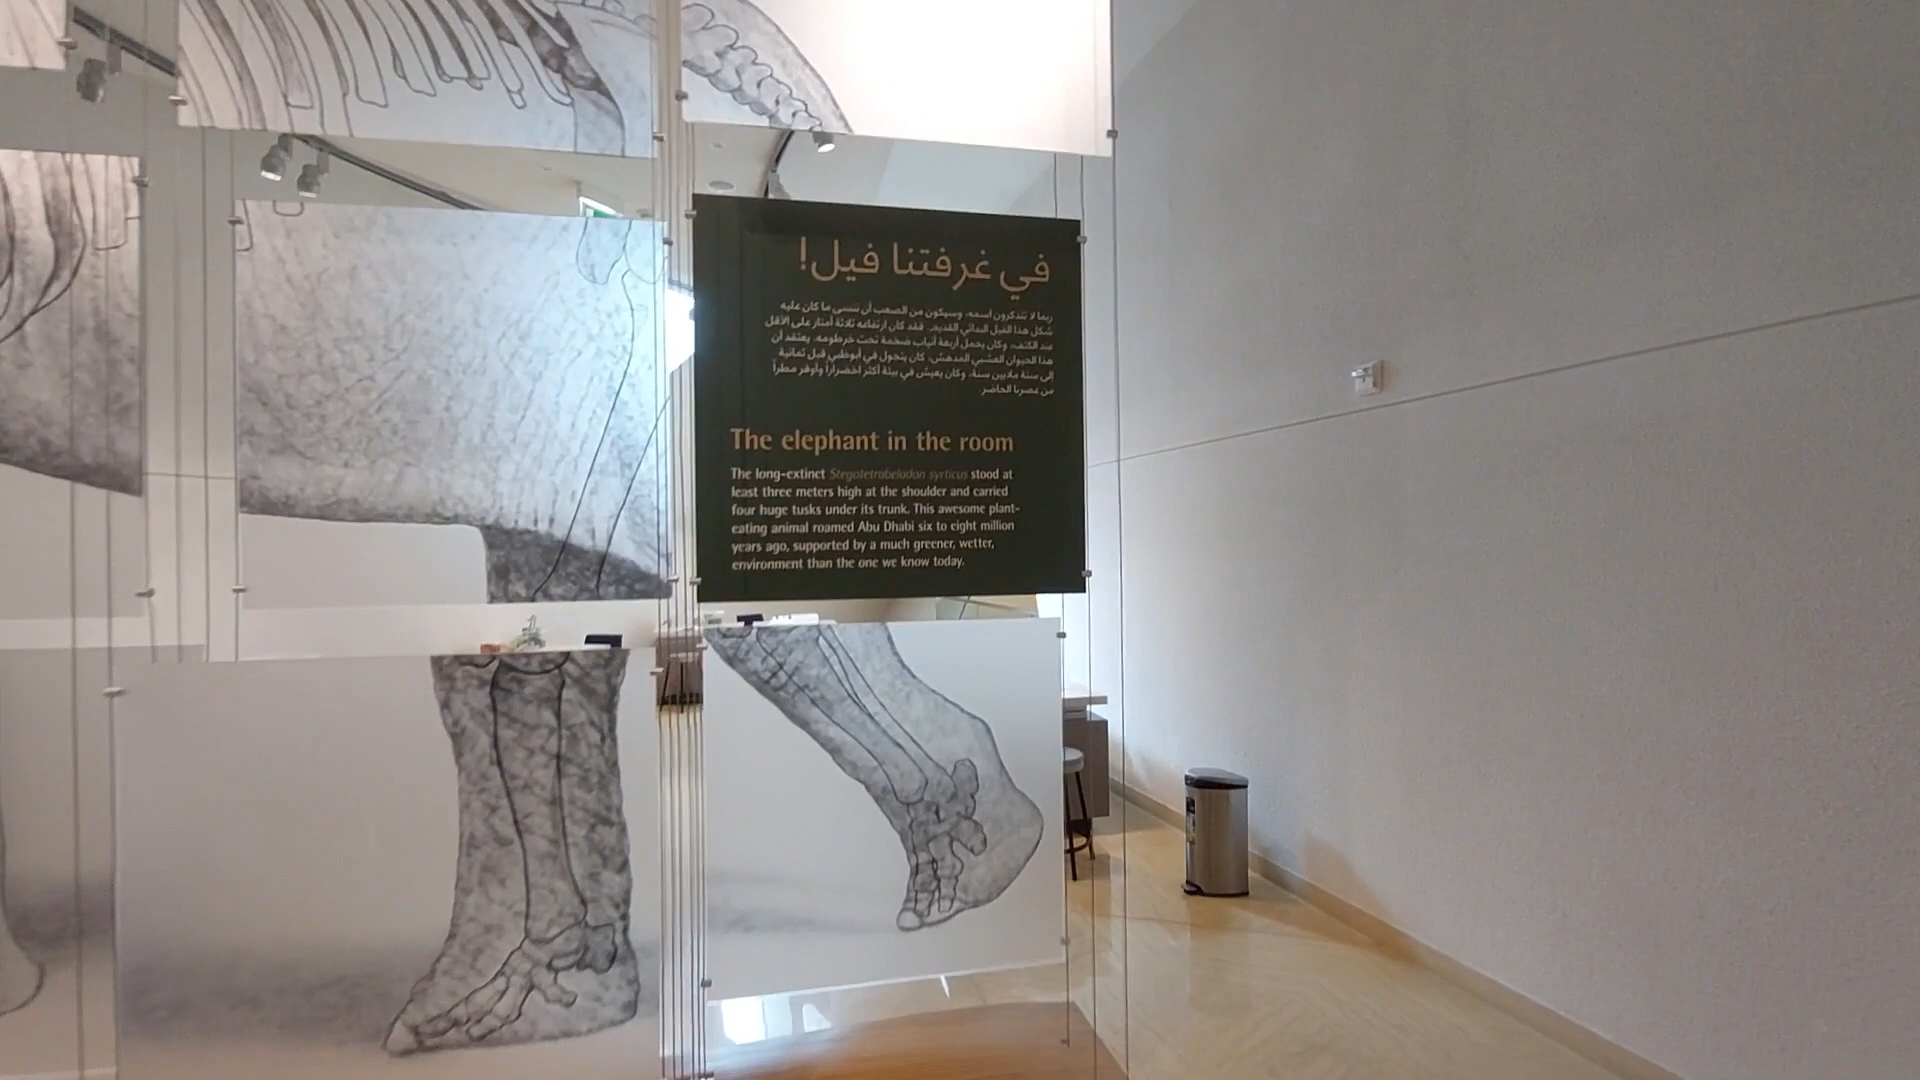 في غرفتنا فيل!
ربما لا تتذكرون اسمه، وسيكون من الصعب أن ننسى ما كان عليه
شكل هذا الفيل البدائي القديم. فقد كان ارتفاعه ثلاثة أمتار على الأقل
عند الكتف، وكان يحمل أربعة أنياب ضخمة تحت خرطومه. يعتقد أن
هذا الحيوان العشبي المدهش، كان يتجول في أبوظبي قبل ثمانية
إلى ستة ملايين سنة، وكان يعيش في بيئة أكثر اخضراراً وأوفر مطراً
من عصرنا الحاضر.
The elephant in the room
The long-extinct Stegotetrabelodon syrticus stood at
least three meters high at the shoulder and carried
four huge tusks under its trunk. This awesome plant-
eating animal roamed Abu Dhabi six to eight million
years ago, supported by a much greener, wetter,
environment than the one we know today.